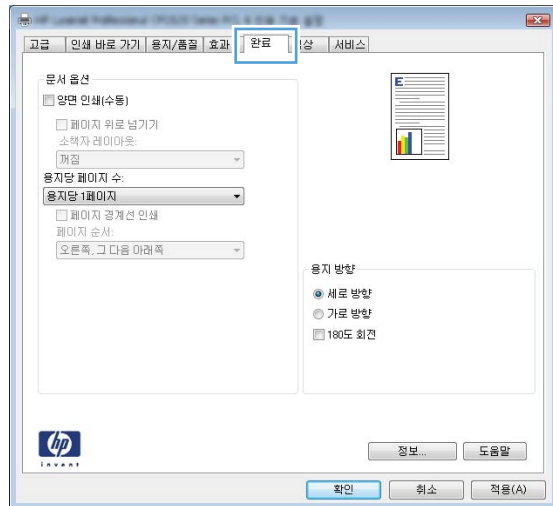 고급 인쇄 바로 가기 용지/품질 효과 완료 서비스
문서 옵션
양면 인쇄(수동)
페이지 위로 넘기기
소책자 레이아웃:
꺼짐
용지당 페이지 수:
용지당 1페이지
페이지 경계선 인쇄
페이지 순서:
오른쪽, 그 다음 아래쪽
E
용지 방향
세로 방향
가로 방향
180도 회전
hp
invent
정보... 도움말
확인 취소 적용(A)